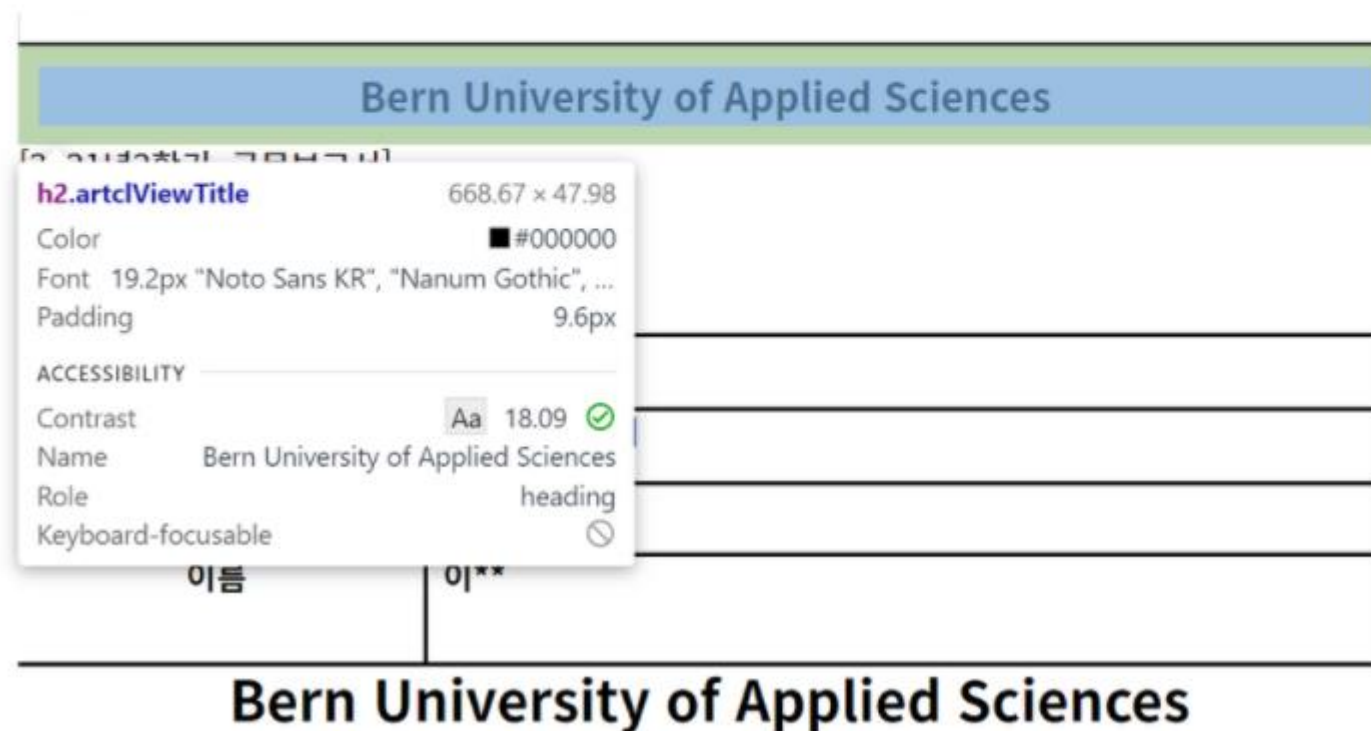 Bern University of Applied Sciences
h2.artclViewTitle 668.67 × 47.98
Color #000000
Font 19.2px "Noto Sans KR", "Nanum Gothic", ...
Padding 9.6px
ACCESSIBILITY
Contrast Aa 18.09
Name Bern University of Applied Sciences
Role heading
Keyboard-focusable
이름 이**
Bern University of Applied Sciences